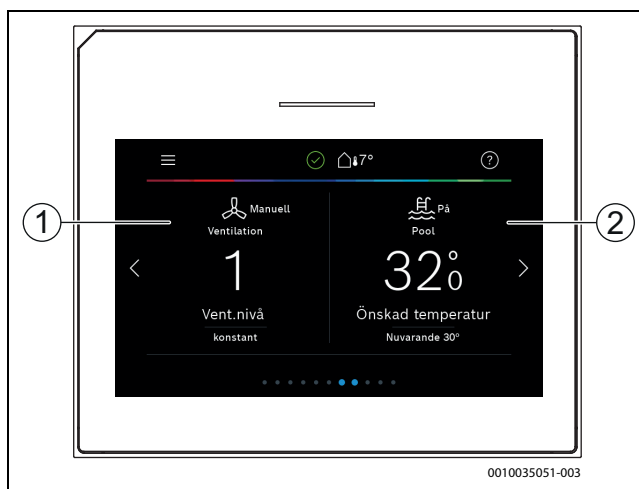 7°
?
Manuell
På
Ventilation
Pool
1
32°0
Vent.nivå
Önskad temperatur
konstant
Nuvarande 30°
1
2
0010035051-003